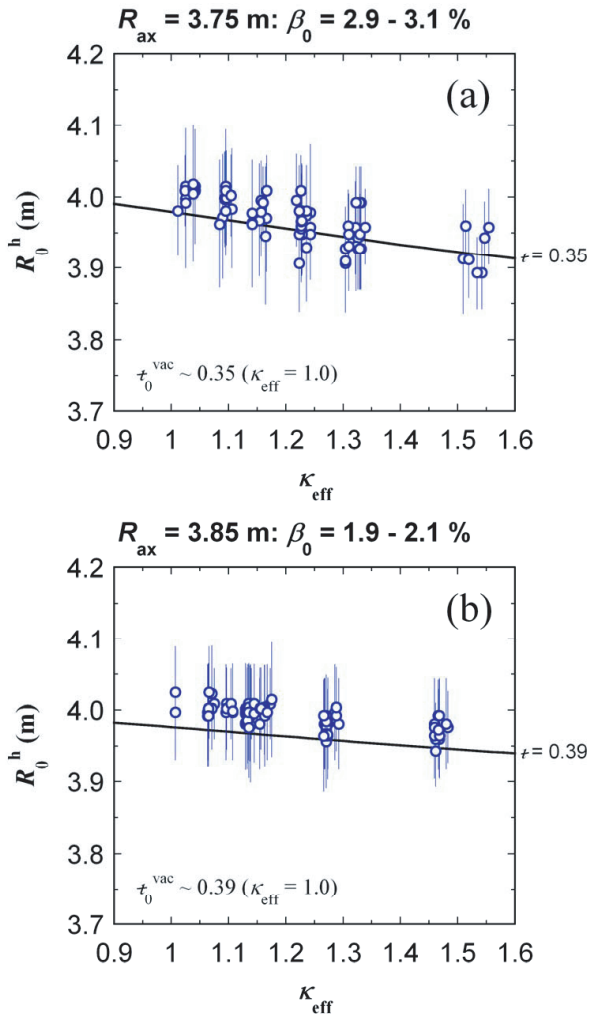 R_ax = 3.75 m: β_0 = 2.9 - 3.1 %
(a)
4.2
4.1
4.0
3.9
3.8
3.7
R_0^h (m)
ɨ = 0.35
ɨ_0^vac ~ 0.35 (κ_eff = 1.0)
0.9 1 1.1 1.2 1.3 1.4 1.5 1.6
κ_eff
R_ax = 3.85 m: β_0 = 1.9 - 2.1 %
(b)
4.2
4.1
4.0
3.9
3.8
3.7
R_0^h (m)
ɨ = 0.39
ɨ_0^vac ~ 0.39 (κ_eff = 1.0)
0.9 1 1.1 1.2 1.3 1.4 1.5 1.6
κ_eff